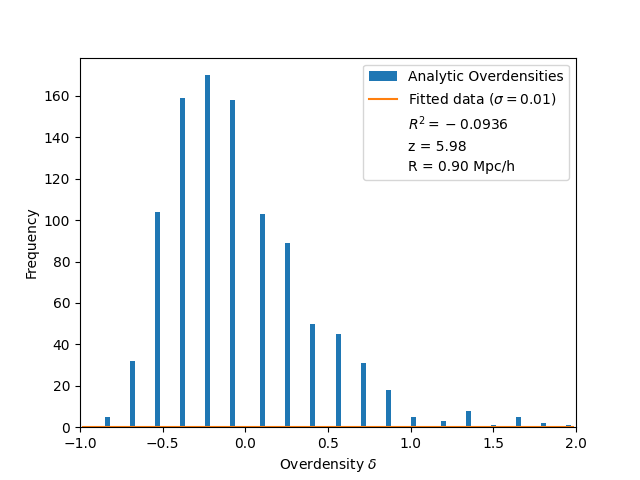 160
140
120
100
80
60
40
20
0
Frequency
−1.0 −0.5 0.0 0.5 1.0 1.5 2.0
Overdensity δ
Analytic Overdensities
Fitted data (σ = 0.01)
R² = − 0.0936
z = 5.98
R = 0.90 Mpc/h